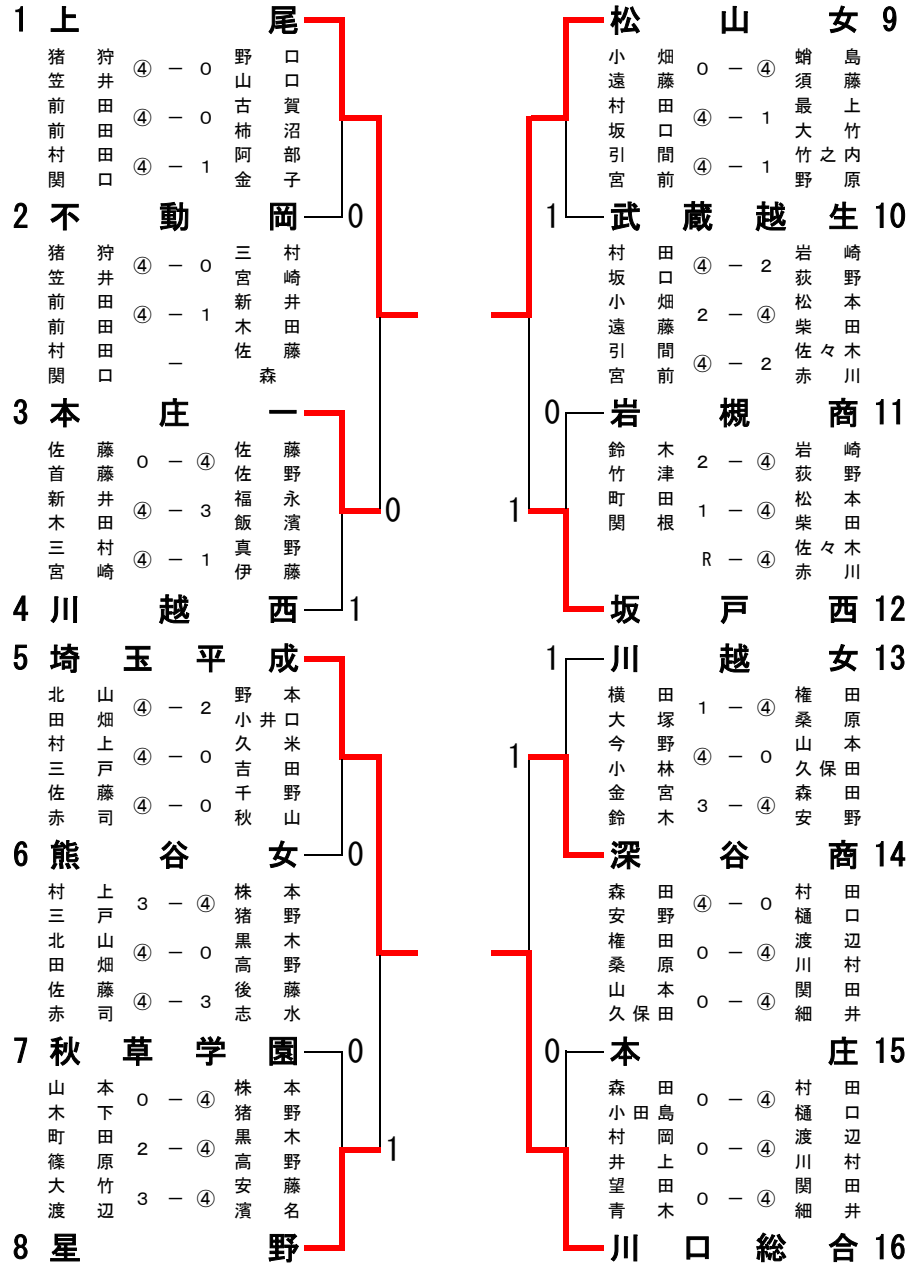 1 上尾
猪狩 ④ － 0 野口
笠井 山口
前田 ④ － 0 古賀
前田 柿沼
村田 ④ － 1 阿部
関口 金子
2 不動岡 0
猪狩 ④ － 0 三村
笠井 宮崎
前田 ④ － 1 新井
前田 木田
村田 － 佐藤
関口 森
3 本庄一
0
佐藤 0 － ④ 佐藤
首藤 佐野
新井 ④ － 3 福永
木田 飯濱
三村 ④ － 1 真野
宮崎 伊藤
4 川越西 1
5 埼玉平成
北山 ④ － 2 野本
田畑 小井口
村上 ④ － 0 久米
三戸 吉田
佐藤 ④ － 0 千野
赤司 秋山
6 熊谷女 0
村上 3 － ④ 株本
三戸 猪野
北山 ④ － 0 黒木
田畑 高野
佐藤 ④ － 3 後藤
赤司 志水
7 秋草学園 0
1
山本 0 － ④ 株本
木下 猪野
町田 2 － ④ 黒木
篠原 高野
大竹 3 － ④ 安藤
渡辺 濱名
8 星野
松山女 9
小畑 0 － ④ 蛸島
遠藤 須藤
村田 ④ － 1 最上
坂口 大竹
引間 ④ － 1 竹之内
宮前 野原
1 武蔵越生 10
村田 ④ － 2 岩崎
坂口 荻野
小畑 2 － ④ 松本
遠藤 柴田
引間 ④ － 2 佐々木
宮前 赤川
0 岩槻商 11
1
鈴木 2 － ④ 岩崎
竹津 荻野
町田 1 － ④ 松本
関根 柴田
R － ④ 佐々木
赤川
坂戸西 12
1 川越女 13
1
横田 1 － ④ 権田
大塚 桑原
今野 ④ － 0 山本
小林 久保田
金宮 3 － ④ 森田
鈴木 安野
深谷商 14
森田 ④ － 0 村田
安野 樋口
権田 0 － ④ 渡辺
桑原 川村
山本 0 － ④ 関田
久保田 細井
0 本庄 15
森田 0 － ④ 村田
小田島 樋口
村岡 0 － ④ 渡辺
井上 川村
望田 0 － ④ 関田
青木 細井
川口総合 16